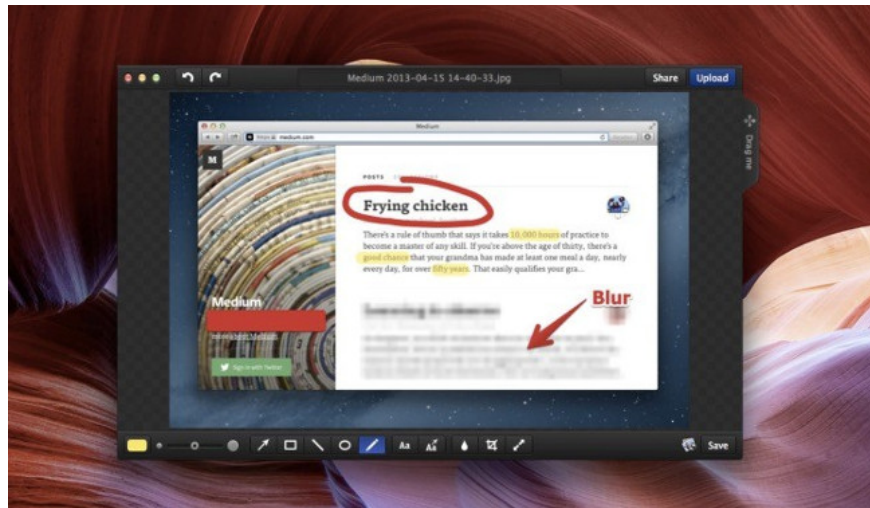 Medium 2013-04-15 14-40-33.jpg
Share
Upload
Drag me
Medium
medium.com
M
POSTS
Frying chicken
There's a rule of thumb that says it takes 10,000 hours of practice to
become a master of any skill. If you're above the age of thirty, there's a
good chance that your grandma has made at least one meal a day, nearly
every day, for over fifty years. That easily qualifies your gra...
Blur
Medium
Sign in with Twitter
Aa
Aa
Save